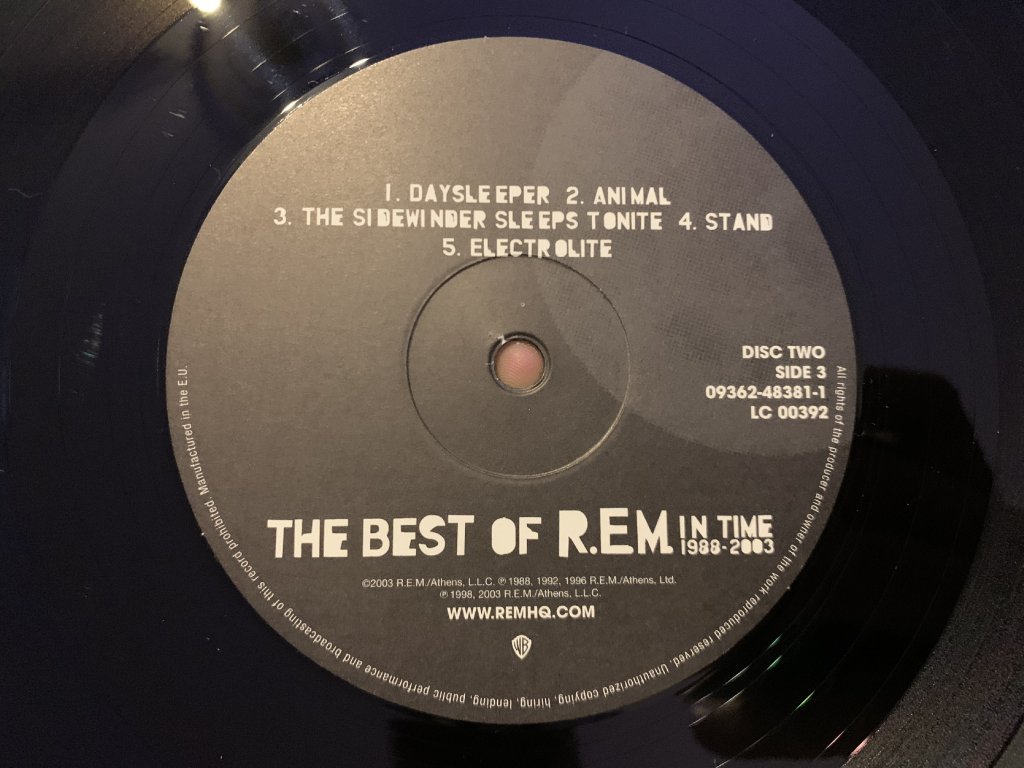 1. DAYSLEEPER 2. ANIMAL
3. THE SIDEWINDER SLEEPS TONITE 4. STAND
5. ELECTROLITE
DISC TWO
SIDE 3
09362-48381-1
LC 00392
THE BEST OF R.E.M. IN TIME
1988-2003
©2003 R.E.M./Athens, L.L.C. ℗ 1988, 1992, 1996 R.E.M./Athens, Ltd.
℗ 1998, 2003 R.E.M./Athens, L.L.C.
WWW.REMHQ.COM
WB
All rights of the producer and owner of the work reproduced reserved. Unauthorized copying, hiring, lending, public performance and broadcasting of this record prohibited. Manufactured in the E.U.